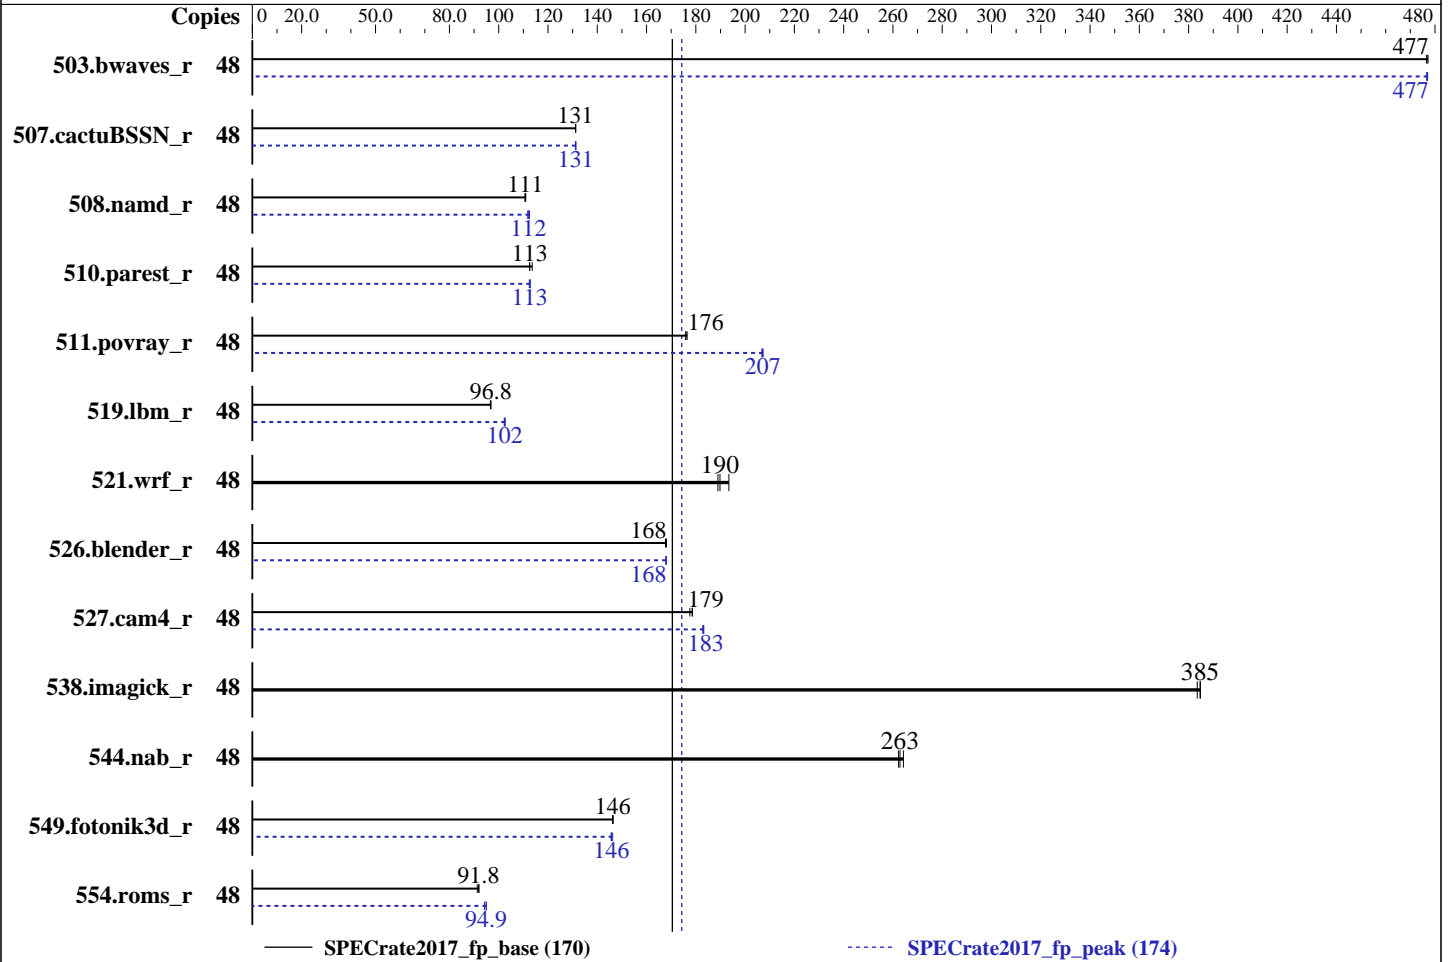 Copies 0 20.0 50.0 80.0 100 120 140 160 180 200 220 240 260 280 300 320 340 360 380 400 420 440 480
477
503.bwaves_r 48
477
131
507.cactuBSSN_r 48
131
111
508.namd_r 48
112
113
510.parest_r 48
113
176
511.povray_r 48
207
96.8
519.lbm_r 48
102
190
521.wrf_r 48
168
526.blender_r 48
168
179
527.cam4_r 48
183
385
538.imagick_r 48
263
544.nab_r 48
146
549.fotonik3d_r 48
146
91.8
554.roms_r 48
94.9
SPECrate2017_fp_base (170) SPECrate2017_fp_peak (174)